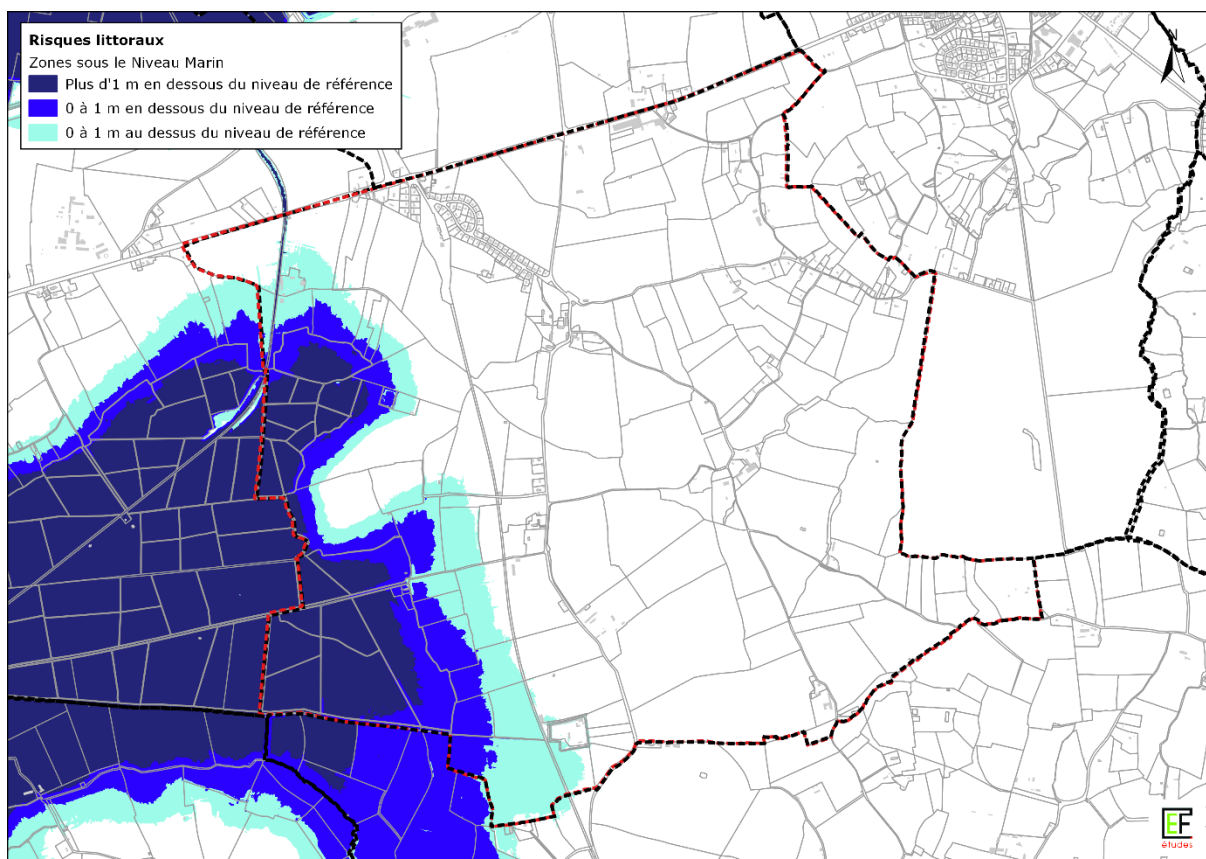 Risques littoraux
Zones sous le Niveau Marin
Plus d'1 m en dessous du niveau de référence
0 à 1 m en dessous du niveau de référence
0 à 1 m au dessus du niveau de référence
N
EF
études